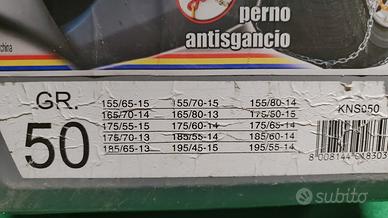 perno
antisgancio
china
GR.
50
155/65-15 155/70-15 155/80-14
165/70-14 165/80-13 175/50-15
175/55-15 175/60-14 175/65-14
175/70-13 185/55-14 185/60-14
185/65-13 195/45-15 195/55-14
KNS050
subito